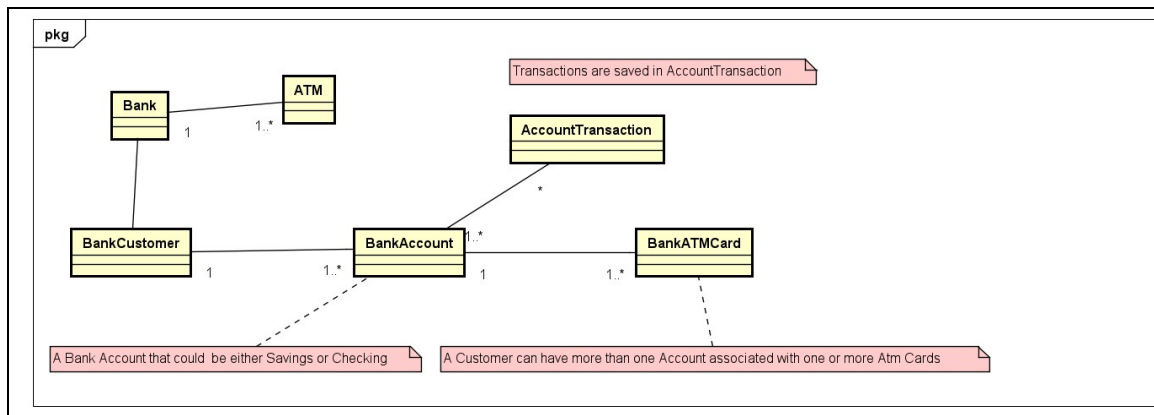 pkg
Transactions are saved in AccountTransaction
ATM
Bank
1
1..*
AccountTransaction
*
BankCustomer
BankAccount
1..*
BankATMCard
1
1..*
1
1..*
A Bank Account that could  be either Savings or Checking
A Customer can have more than one Account associated with one or more Atm Cards